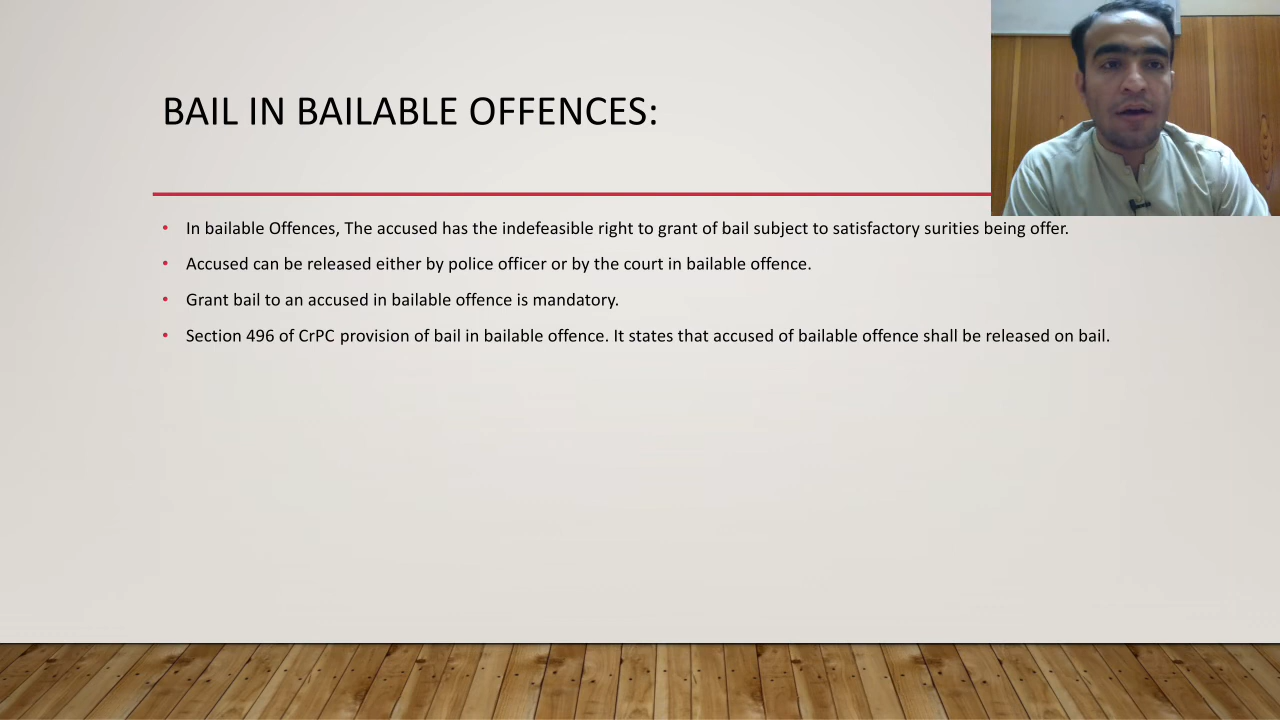 BAIL IN BAILABLE OFFENCES:
• In bailable Offences, The accused has the indefeasible right to grant of bail subject to satisfactory surities being offer.
• Accused can be released either by police officer or by the court in bailable offence.
• Grant bail to an accused in bailable offence is mandatory.
• Section 496 of CrPC provision of bail in bailable offence. It states that accused of bailable offence shall be released on bail.